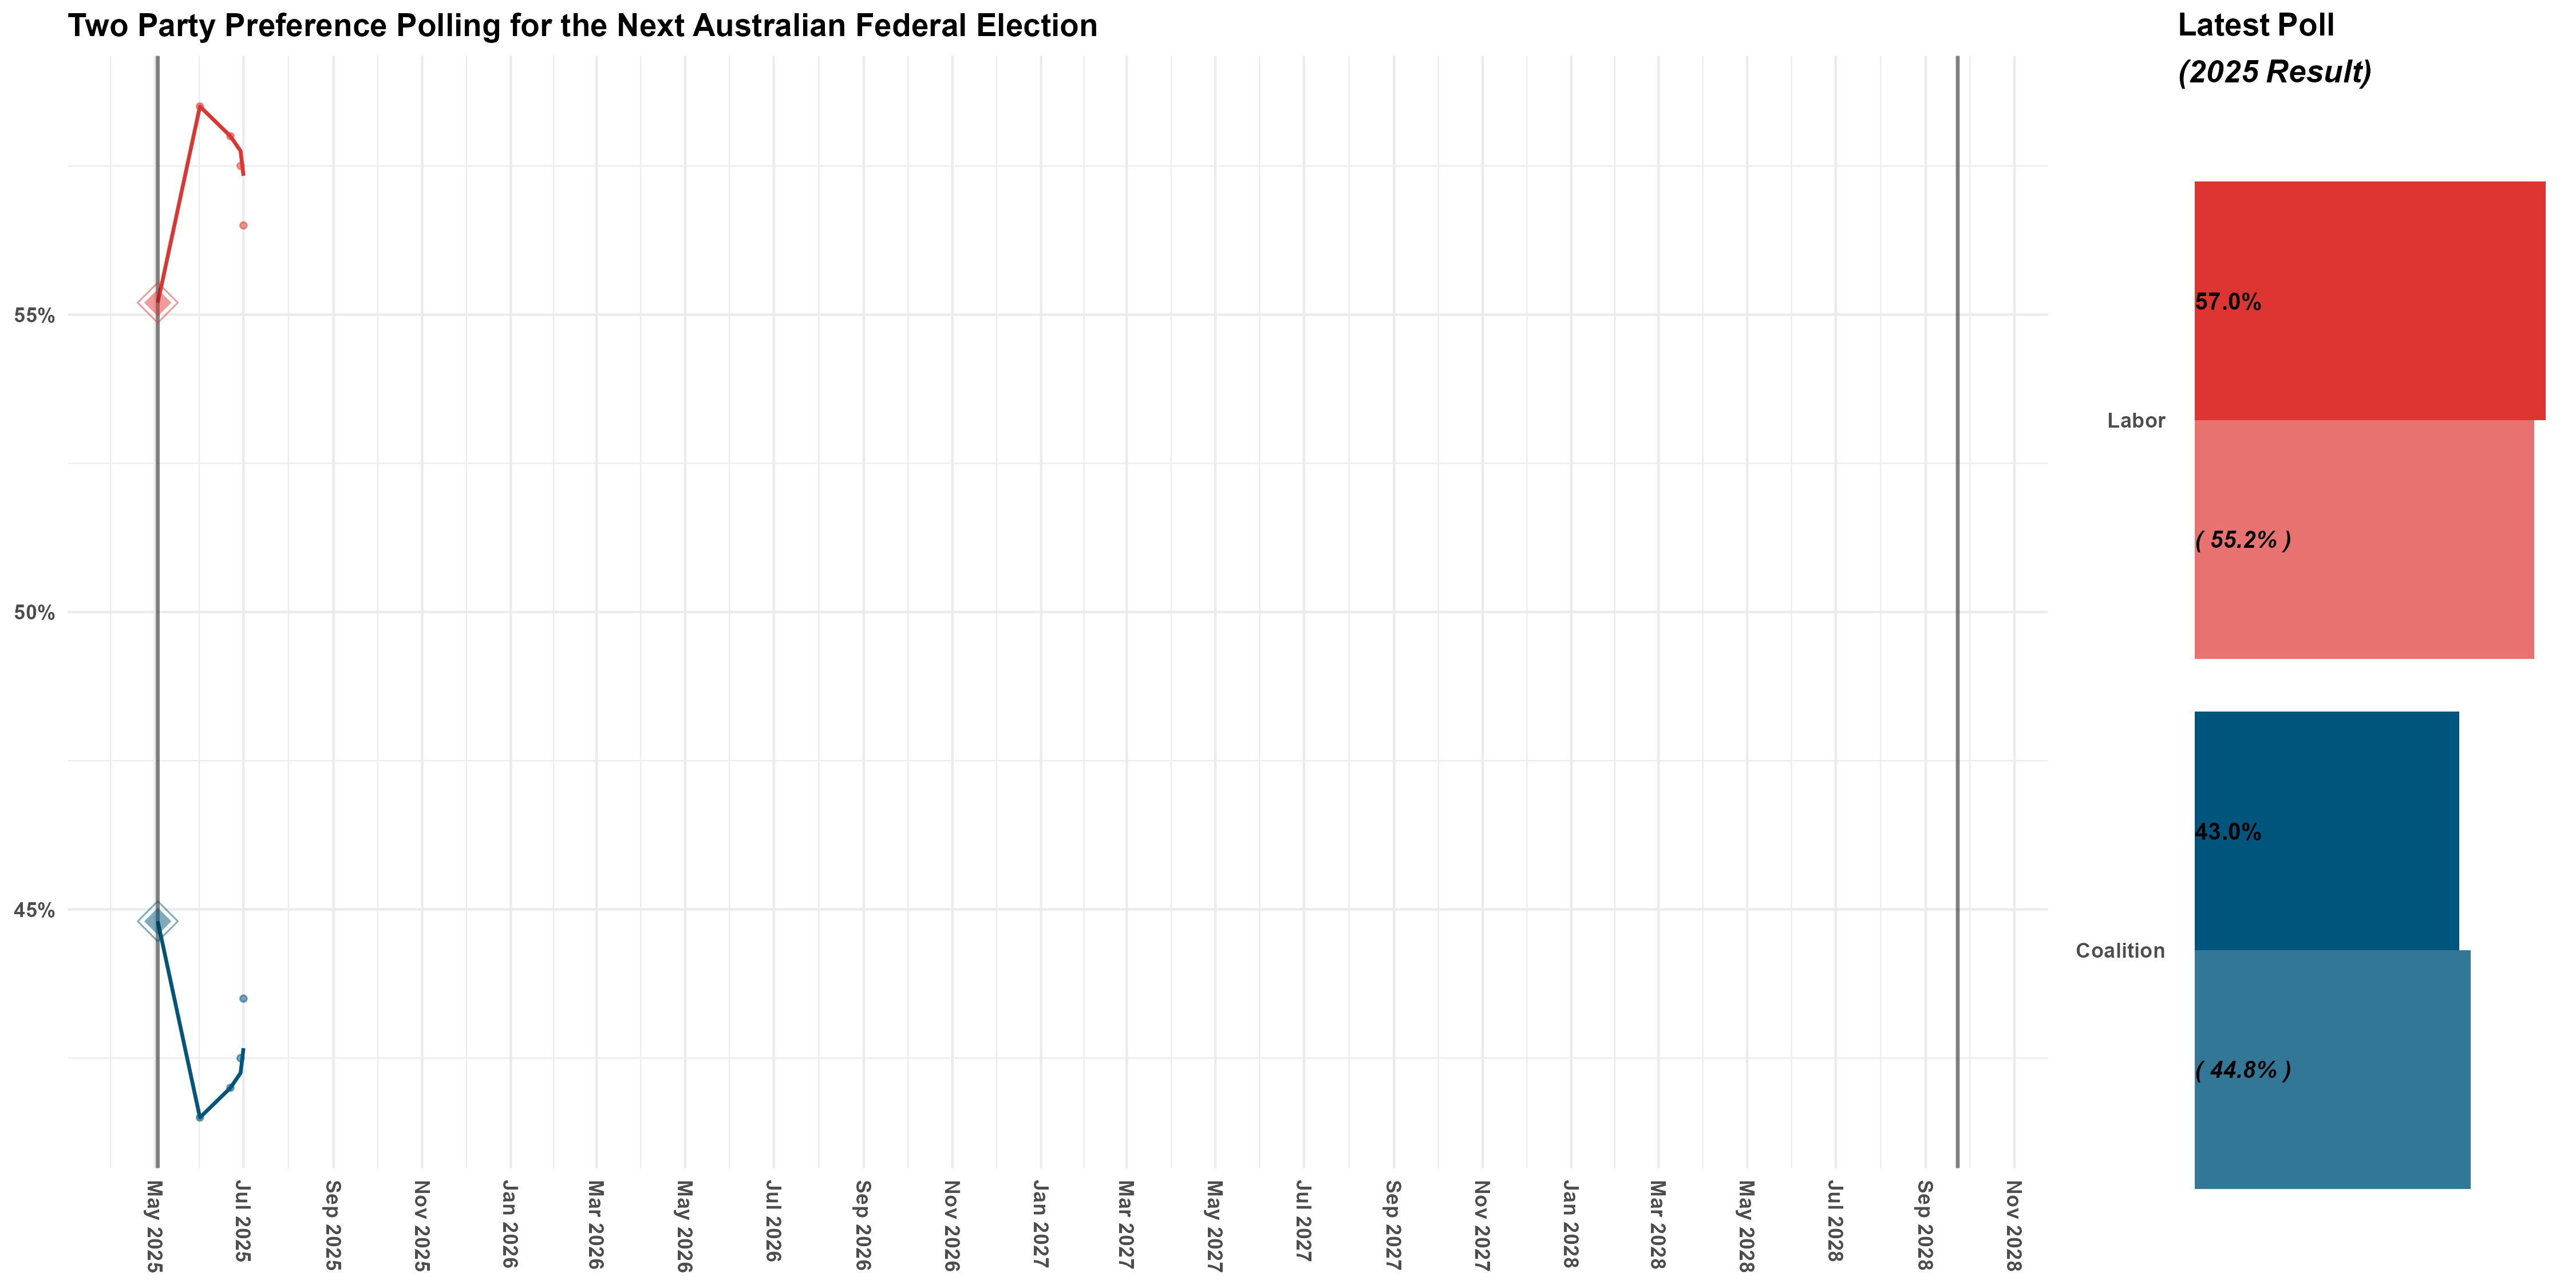 Two Party Preference Polling for the Next Australian Federal Election
55%
50%
45%
May 2025
Jul 2025
Sep 2025
Nov 2025
Jan 2026
Mar 2026
May 2026
Jul 2026
Sep 2026
Nov 2026
Jan 2027
Mar 2027
May 2027
Jul 2027
Sep 2027
Nov 2027
Jan 2028
Mar 2028
May 2028
Jul 2028
Sep 2028
Nov 2028
Latest Poll
(2025 Result)
Labor
57.0%
( 55.2% )
Coalition
43.0%
( 44.8% )